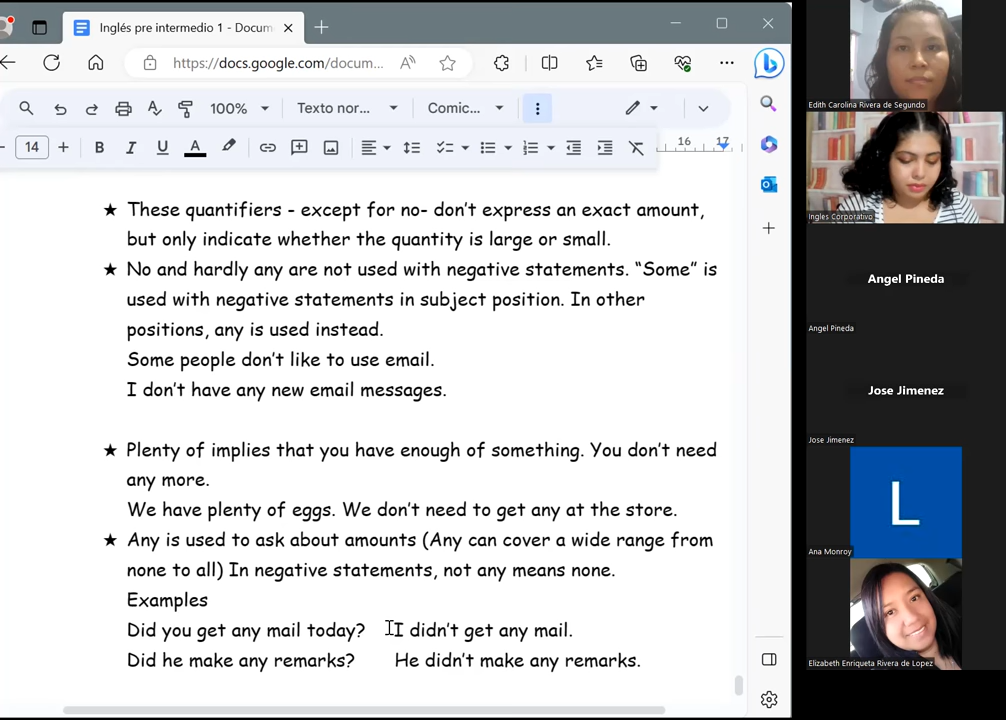 Inglés pre intermedio 1 - Docum
https://docs.google.com/docum...
100%
Texto nor...
Comic...
14
16
17
★ These quantifiers - except for no- don't express an exact amount,
but only indicate whether the quantity is large or small.
★ No and hardly any are not used with negative statements. “Some” is
used with negative statements in subject position. In other
positions, any is used instead.
Some people don't like to use email.
I don't have any new email messages.
★ Plenty of implies that you have enough of something. You don't need
any more.
We have plenty of eggs. We don't need to get any at the store.
★ Any is used to ask about amounts (Any can cover a wide range from
none to all) In negative statements, not any means none.
Examples
Did you get any mail today? I didn't get any mail.
Did he make any remarks? He didn't make any remarks.
Edith Carolina Rivera de Segundo
Ingles Corporativo
Angel Pineda
Angel Pineda
Jose Jimenez
Jose Jimenez
L
Ana Monroy
Elizabeth Enriqueta Rivera de Lopez